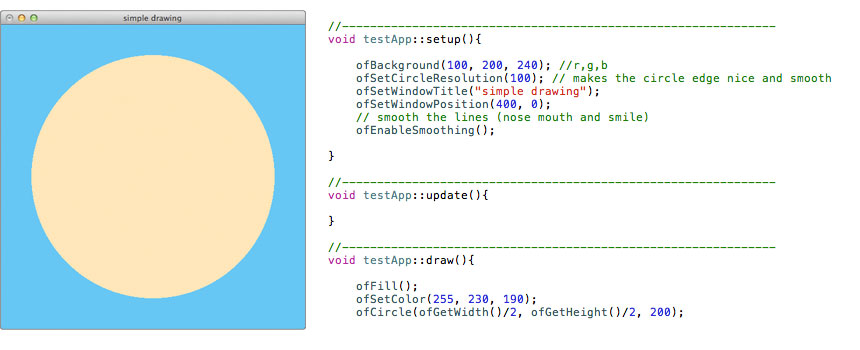 simple drawing
//--------------------------------------------------------------
void testApp::setup(){
ofBackground(100, 200, 240); //r,g,b
ofSetCircleResolution(100); // makes the circle edge nice and smooth
ofSetWindowTitle("simple drawing");
ofSetWindowPosition(400, 0);
// smooth the lines (nose mouth and smile)
ofEnableSmoothing();
}
//--------------------------------------------------------------
void testApp::update(){
}
//--------------------------------------------------------------
void testApp::draw(){
ofFill();
ofSetColor(255, 230, 190);
ofCircle(ofGetWidth()/2, ofGetHeight()/2, 200);